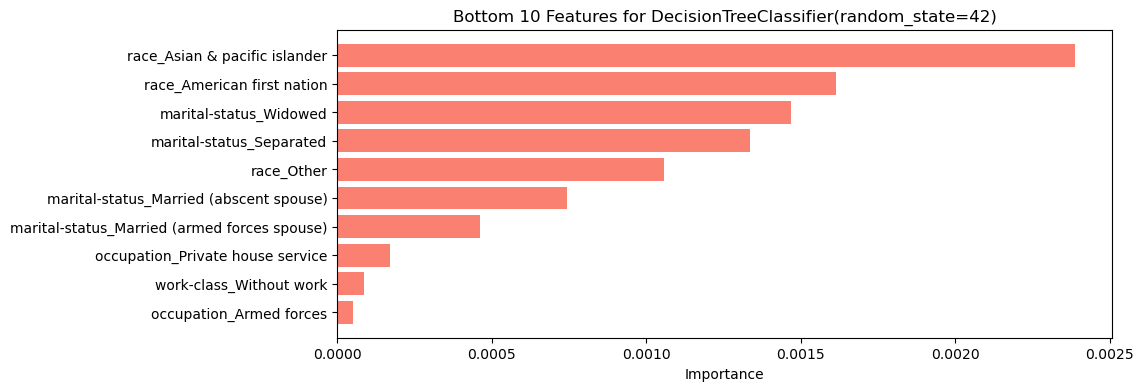 Bottom 10 Features for DecisionTreeClassifier(random_state=42)
race_Asian & pacific islander
race_American first nation
marital-status_Widowed
marital-status_Separated
race_Other
marital-status_Married (abscent spouse)
marital-status_Married (armed forces spouse)
occupation_Private house service
work-class_Without work
occupation_Armed forces
0.0000 0.0005 0.0010 0.0015 0.0020 0.0025
Importance